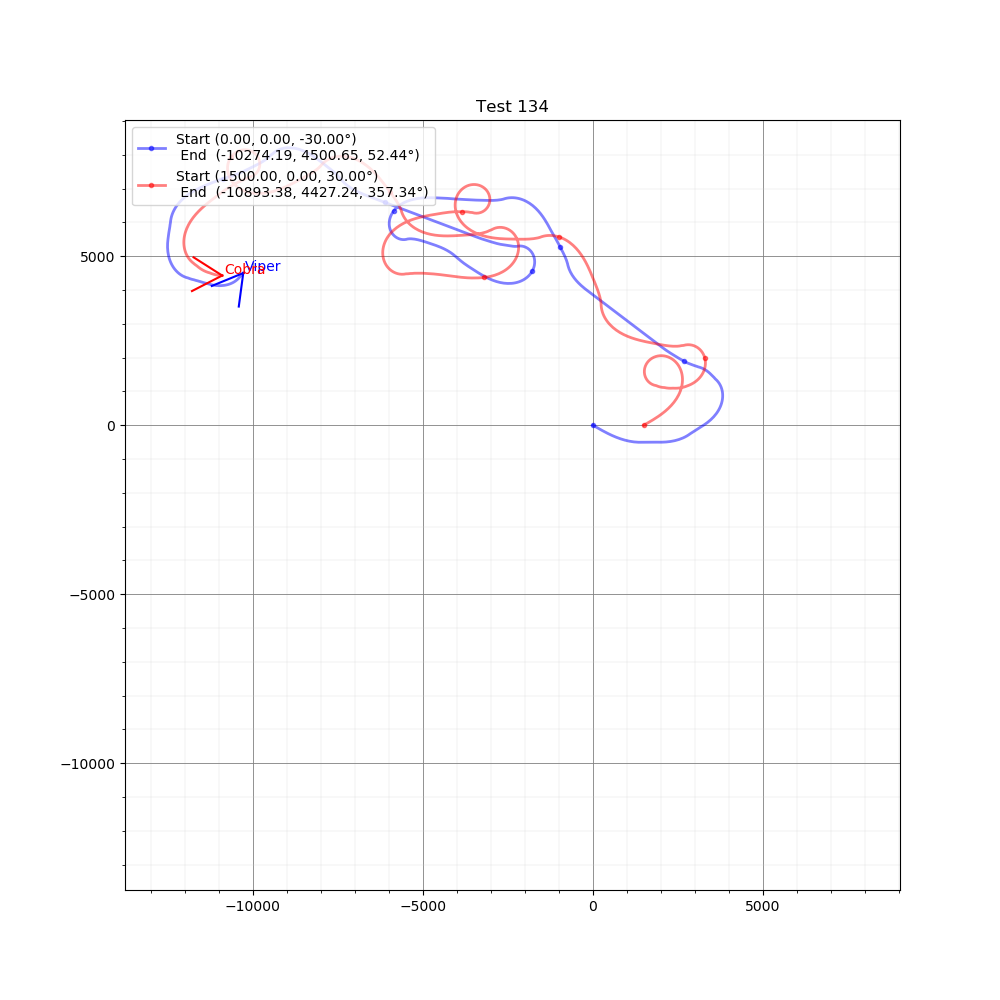 Test 134
Start (0.00, 0.00, -30.00°)
End  (-10274.19, 4500.65, 52.44°)
Start (1500.00, 0.00, 30.00°)
End  (-10893.38, 4427.24, 357.34°)
Cobra
Viper
5000
0
−5000
−10000
−10000
−5000
0
5000